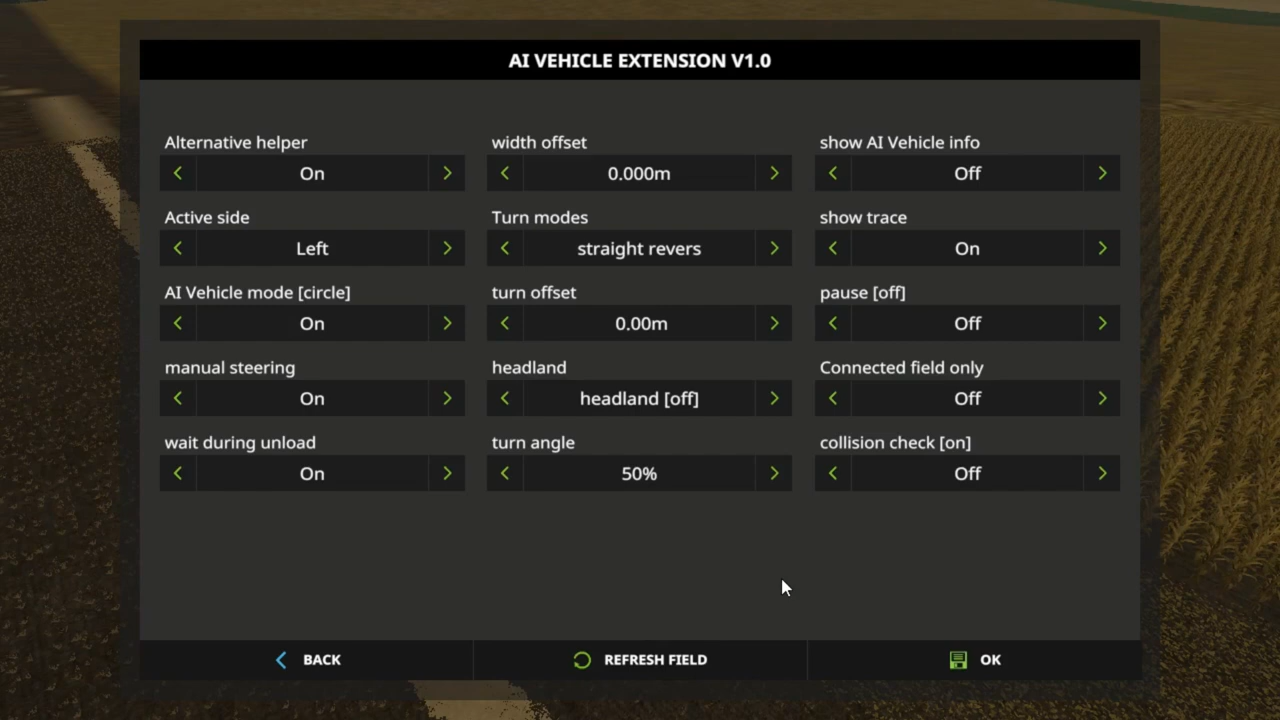 AI VEHICLE EXTENSION V1.0
Alternative helper
On
Active side
Left
AI Vehicle mode [circle]
On
manual steering
On
wait during unload
On
width offset
0.000m
Turn modes
straight revers
turn offset
0.00m
headland
headland [off]
turn angle
50%
show AI Vehicle info
Off
show trace
On
pause [off]
Off
Connected field only
Off
collision check [on]
Off
BACK
REFRESH FIELD
OK